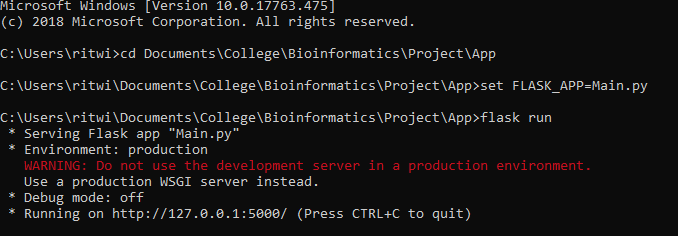 Microsoft Windows [Version 10.0.17763.475]
(c) 2018 Microsoft Corporation. All rights reserved.
C:\Users\ritwi>cd Documents\College\Bioinformatics\Project\App
C:\Users\ritwi\Documents\College\Bioinformatics\Project\App>set FLASK_APP=Main.py
C:\Users\ritwi\Documents\College\Bioinformatics\Project\App>flask run
* Serving Flask app "Main.py"
* Environment: production
WARNING: Do not use the development server in a production environment.
Use a production WSGI server instead.
* Debug mode: off
* Running on http://127.0.0.1:5000/ (Press CTRL+C to quit)